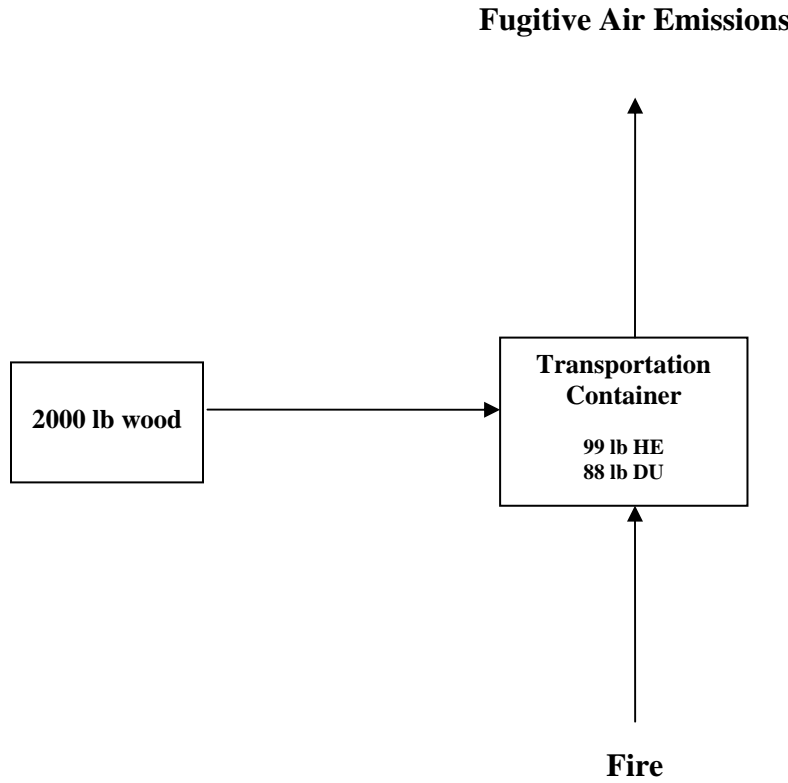 Fugitive Air Emissions
Transportation
Container
99 lb HE
88 lb DU
2000 lb wood
Fire